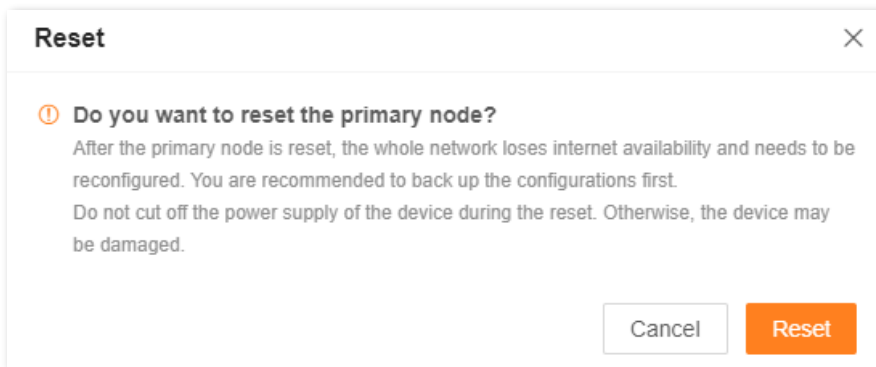 Reset
Do you want to reset the primary node?
After the primary node is reset, the whole network loses internet availability and needs to be
reconfigured. You are recommended to back up the configurations first.
Do not cut off the power supply of the device during the reset. Otherwise, the device may
be damaged.
Cancel
Reset